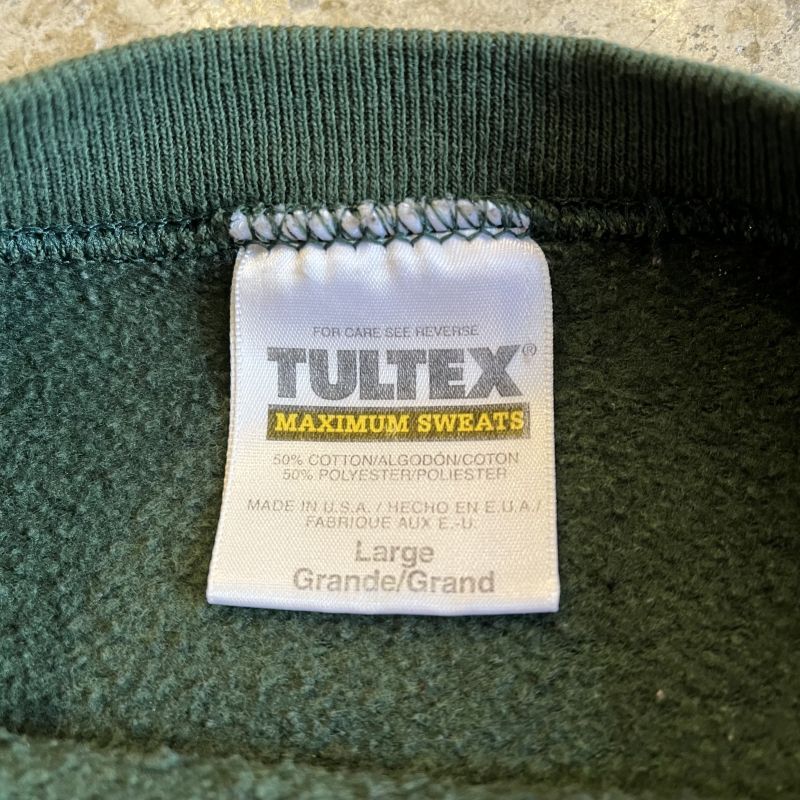 FOR CARE SEE REVERSE
TULTEX®
MAXIMUM SWEATS
50% COTTON/ALGODÓN/COTON
50% POLYESTER/POLIESTER
MADE IN U.S.A. / HECHO EN E.U.A./
FABRIQUE AUX E.-U.
Large
Grande/Grand